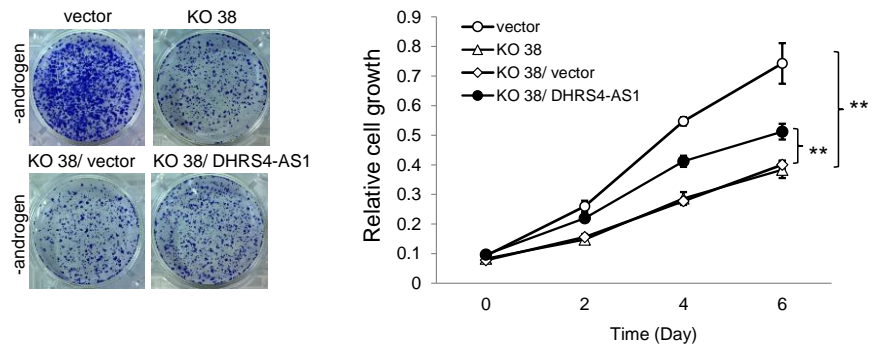 vector KO 38
-androgen
KO 38/ vector KO 38/ DHRS4-AS1
-androgen
Relative cell growth
0.9
0.8
0.7
0.6
0.5
0.4
0.3
0.2
0.1
0
vector
KO 38
KO 38/ vector
KO 38/ DHRS4-AS1
**
**
0 2 4 6
Time (Day)